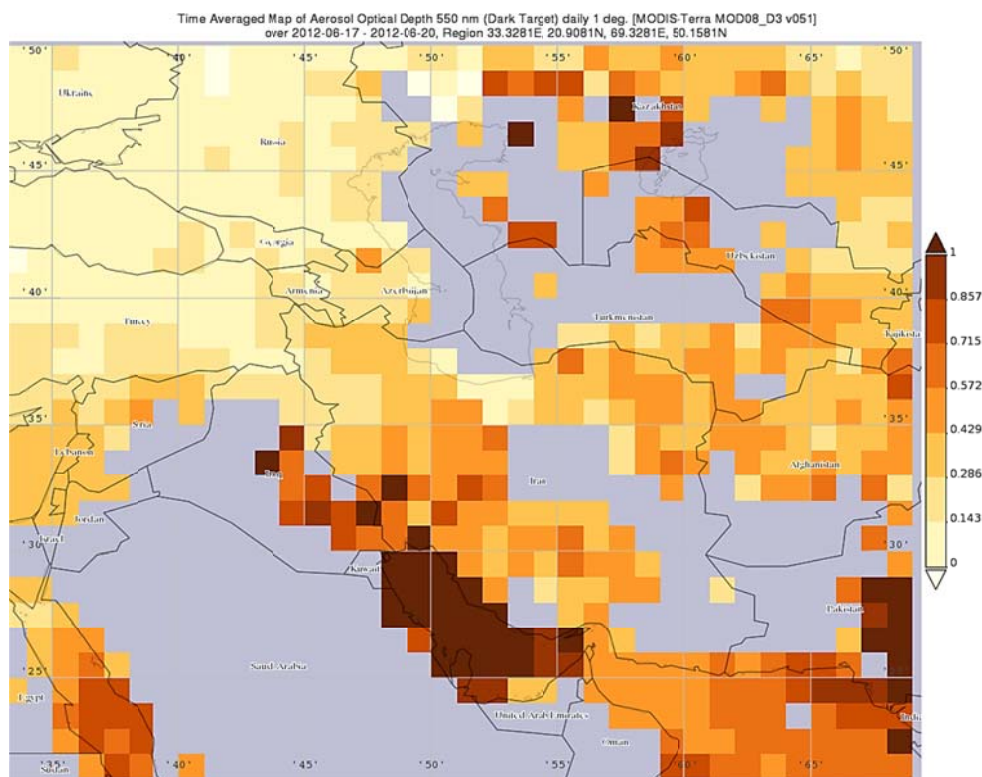 Time Averaged Map of Aerosol Optical Depth 550 nm (Dark Target) daily 1 deg. [MODIS-Terra MOD08_D3 v051]
over 2012-06-17 - 2012-06-20, Region 33.3281E, 20.9081N, 69.3281E, 50.1581N
'50' '40' '45' '50' '55' '60' '65' '50'
Ukraine
Kazakhstan
Russia
'45' '45'
Georgia
Uzbekistan
1
Armenia Azerbaijan
0.857
'40' '40'
Turkey Turkmenistan
0.715
0.572
'35' '35'
Syria
0.429
Lebanon Afghanistan
Iraq Iran
0.286
Jordan
0.143
Israel '30' '30'
0
Kuwait
Pakistan
Saudi Arabia
'25' '25'
Egypt
United Arab Emirates
Oman
Sudan '40' '45' '50' '55' '60' '65'